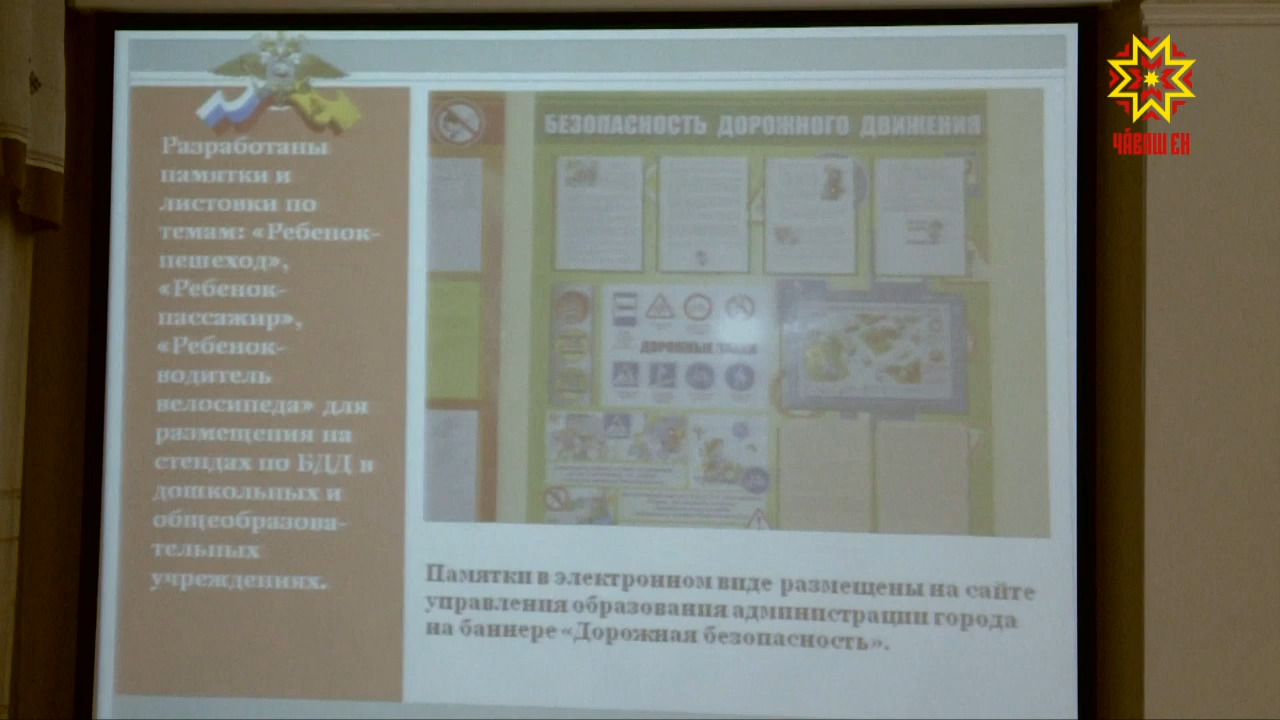 Разработаны
памятки и
листовки по
темам: «Ребенок-
пешеход»,
«Ребенок-
пассажир»,
«Ребенок-
водитель
велосипеда» для
размещения на
стендах по БДД в
дошкольных и
общеобразова-
тельных
учреждениях.
БЕЗОПАСНОСТЬ ДОРОЖНОГО ДВИЖЕНИЯ
ДОРОЖНЫЕ ЗНАКИ
Памятки в электронном виде размещены на сайте
управления образования администрации города
на баннере «Дорожная безопасность».
ЧĂВАШ ЕН